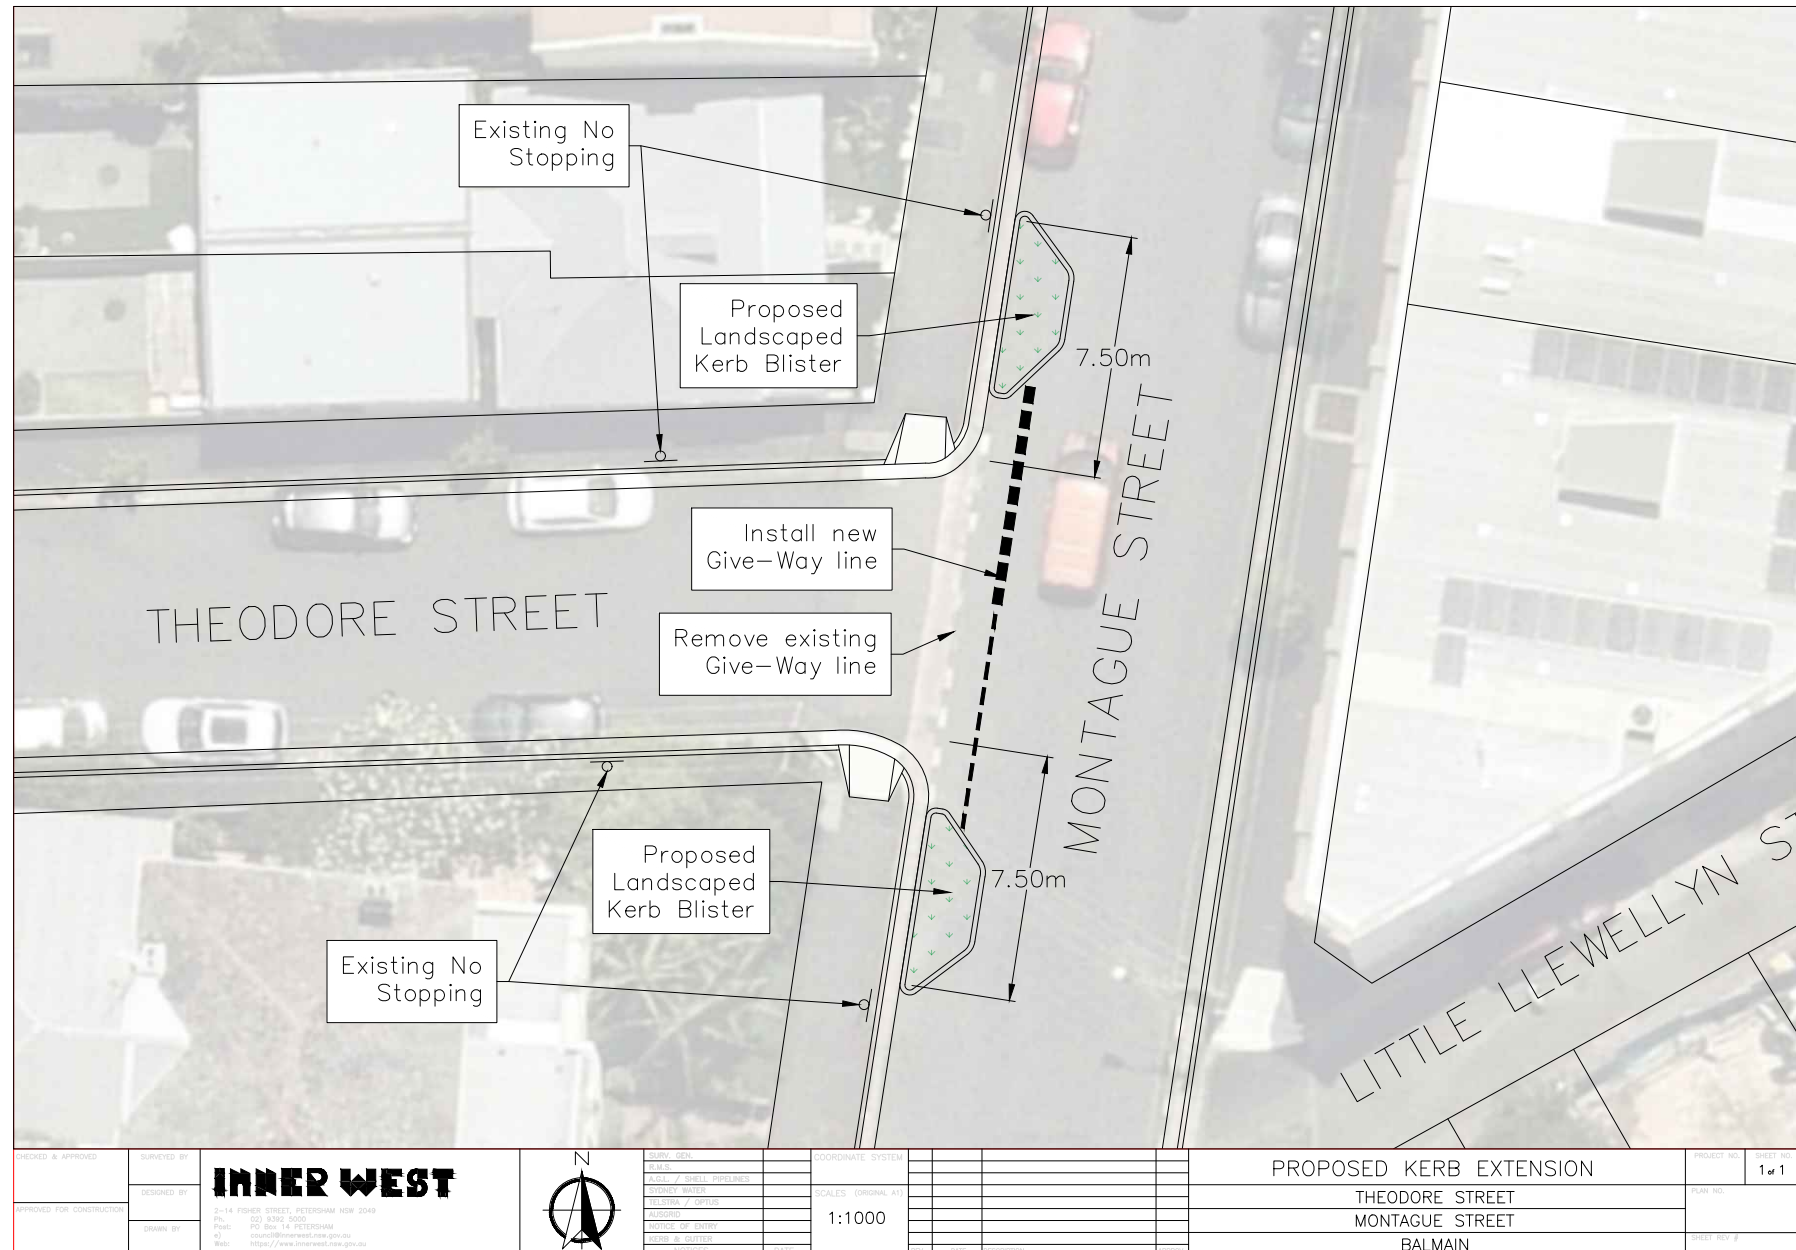 Existing No
Stopping
Proposed
Landscaped
Kerb Blister
7.50m
Install new
Give-Way line
Remove existing
Give-Way line
THEODORE STREET
MONTAGUE STREET
Proposed
Landscaped
Kerb Blister
7.50m
Existing No
Stopping
LITTLE LLEWELLYN ST
CHECKED & APPROVED
APPROVED FOR CONSTRUCTION
SURVEYED BY
DESIGNED BY
DRAWN BY
INNER WEST
2-14 FISHER STREET, PETERSHAM NSW 2049
Ph. 02) 9392 5000
Post: PO Box 14 PETERSHAM
e) council@innerwest.nsw.gov.au
Web: https://www.innerwest.nsw.gov.au
N
SURV. GEN.
R.M.S.
A.G.L. / SHELL PIPELINES
SYDNEY WATER
TELSTRA / OPTUS
AUSGRID
NOTICE OF ENTRY
KERB & GUTTER
NOTICES DATE
COORDINATE SYSTEM
SCALES (ORIGINAL A1)
1:1000
REV. DATE DESCRIPTION
PROPOSED KERB EXTENSION
THEODORE STREET
MONTAGUE STREET
BALMAIN
PROJECT NO.
SHEET NO.
1 of 1
PLAN NO.
SHEET REV #